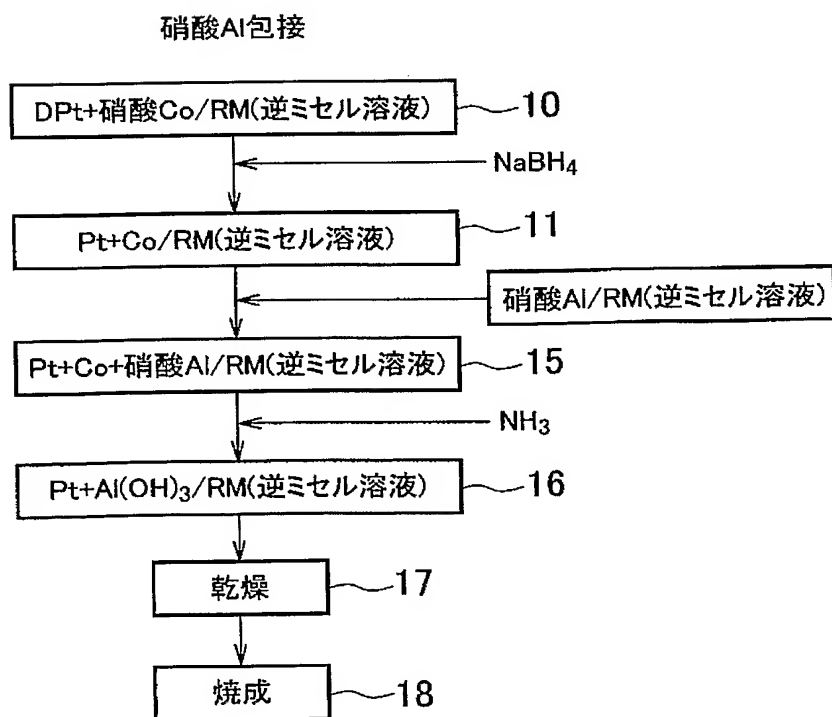 硝酸Al包接
DPt+硝酸Co/RM(逆ミセル溶液)
10
NaBH4
Pt+Co/RM(逆ミセル溶液)
11
硝酸Al/RM(逆ミセル溶液)
Pt+Co+硝酸Al/RM(逆ミセル溶液)
15
NH3
Pt+Al(OH)3/RM(逆ミセル溶液)
16
乾燥
17
焼成
18